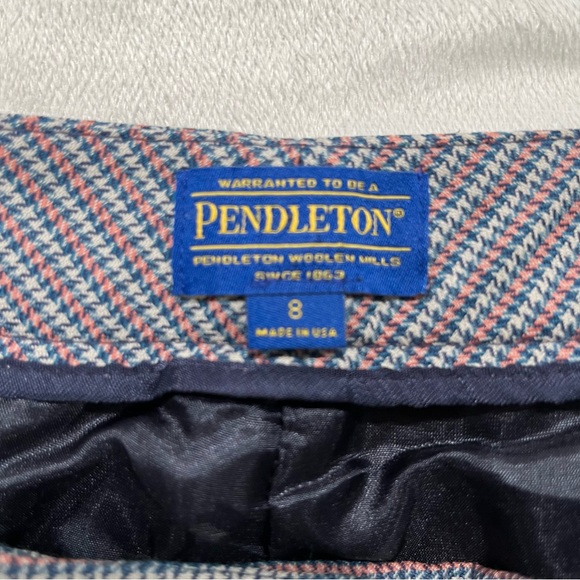 WARRANTED TO BE A
PENDLETON®
PENDLETON WOOLEN MILLS
SINCE 1863
8
MADE IN USA